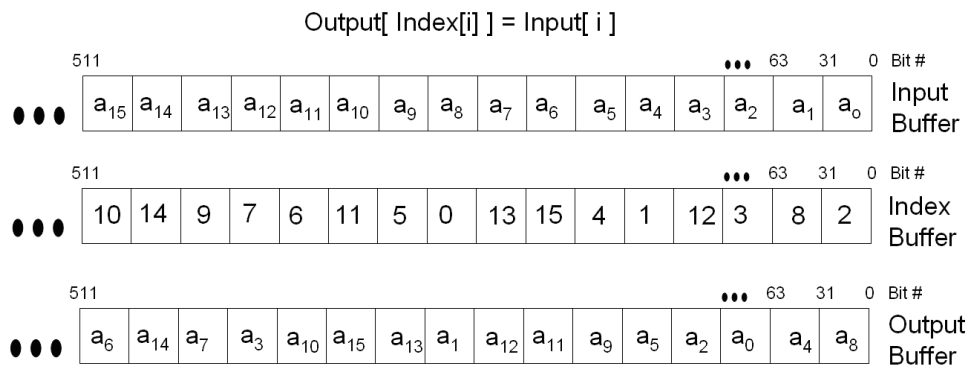 Output[ Index[i] ] = Input[ i ]
511 ••• 63 31 0 Bit #
••• a15 a14 a13 a12 a11 a10 a9 a8 a7 a6 a5 a4 a3 a2 a1 ao Input
Buffer
511 ••• 63 31 0 Bit #
••• 10 14 9 7 6 11 5 0 13 15 4 1 12 3 8 2 Index
Buffer
511 ••• 63 31 0 Bit #
••• a6 a14 a7 a3 a10 a15 a13 a1 a12 a11 a9 a5 a2 a0 a4 a8 Output
Buffer